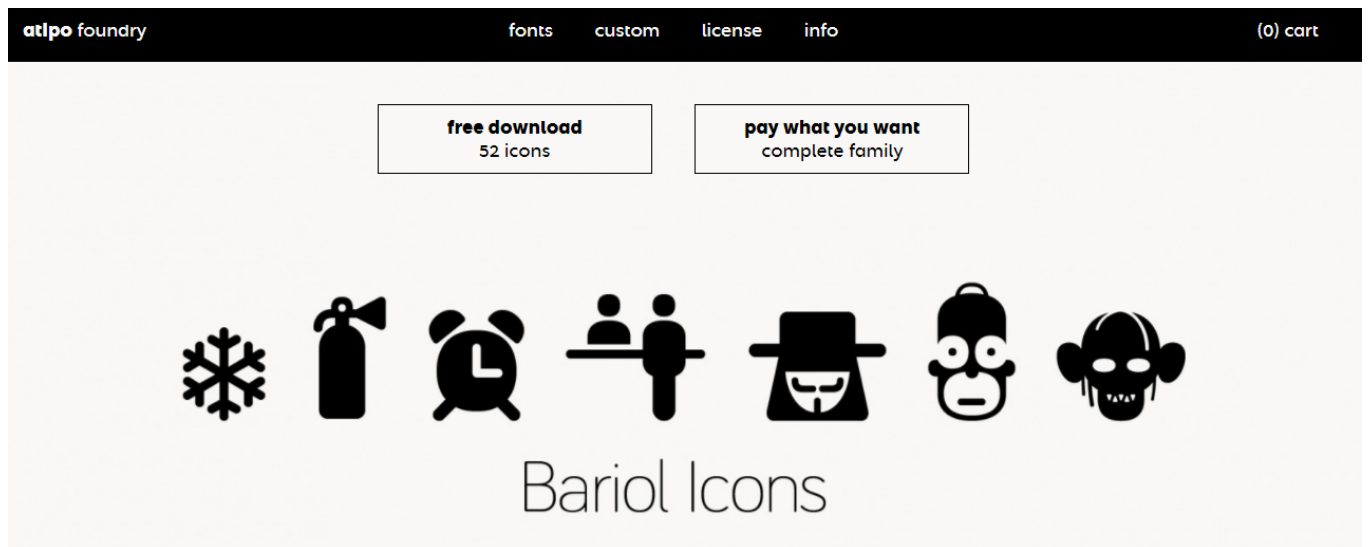 atipo foundry
fonts
custom
license
info
(0) cart
free download
52 icons
pay what you want
complete family
Bariol Icons